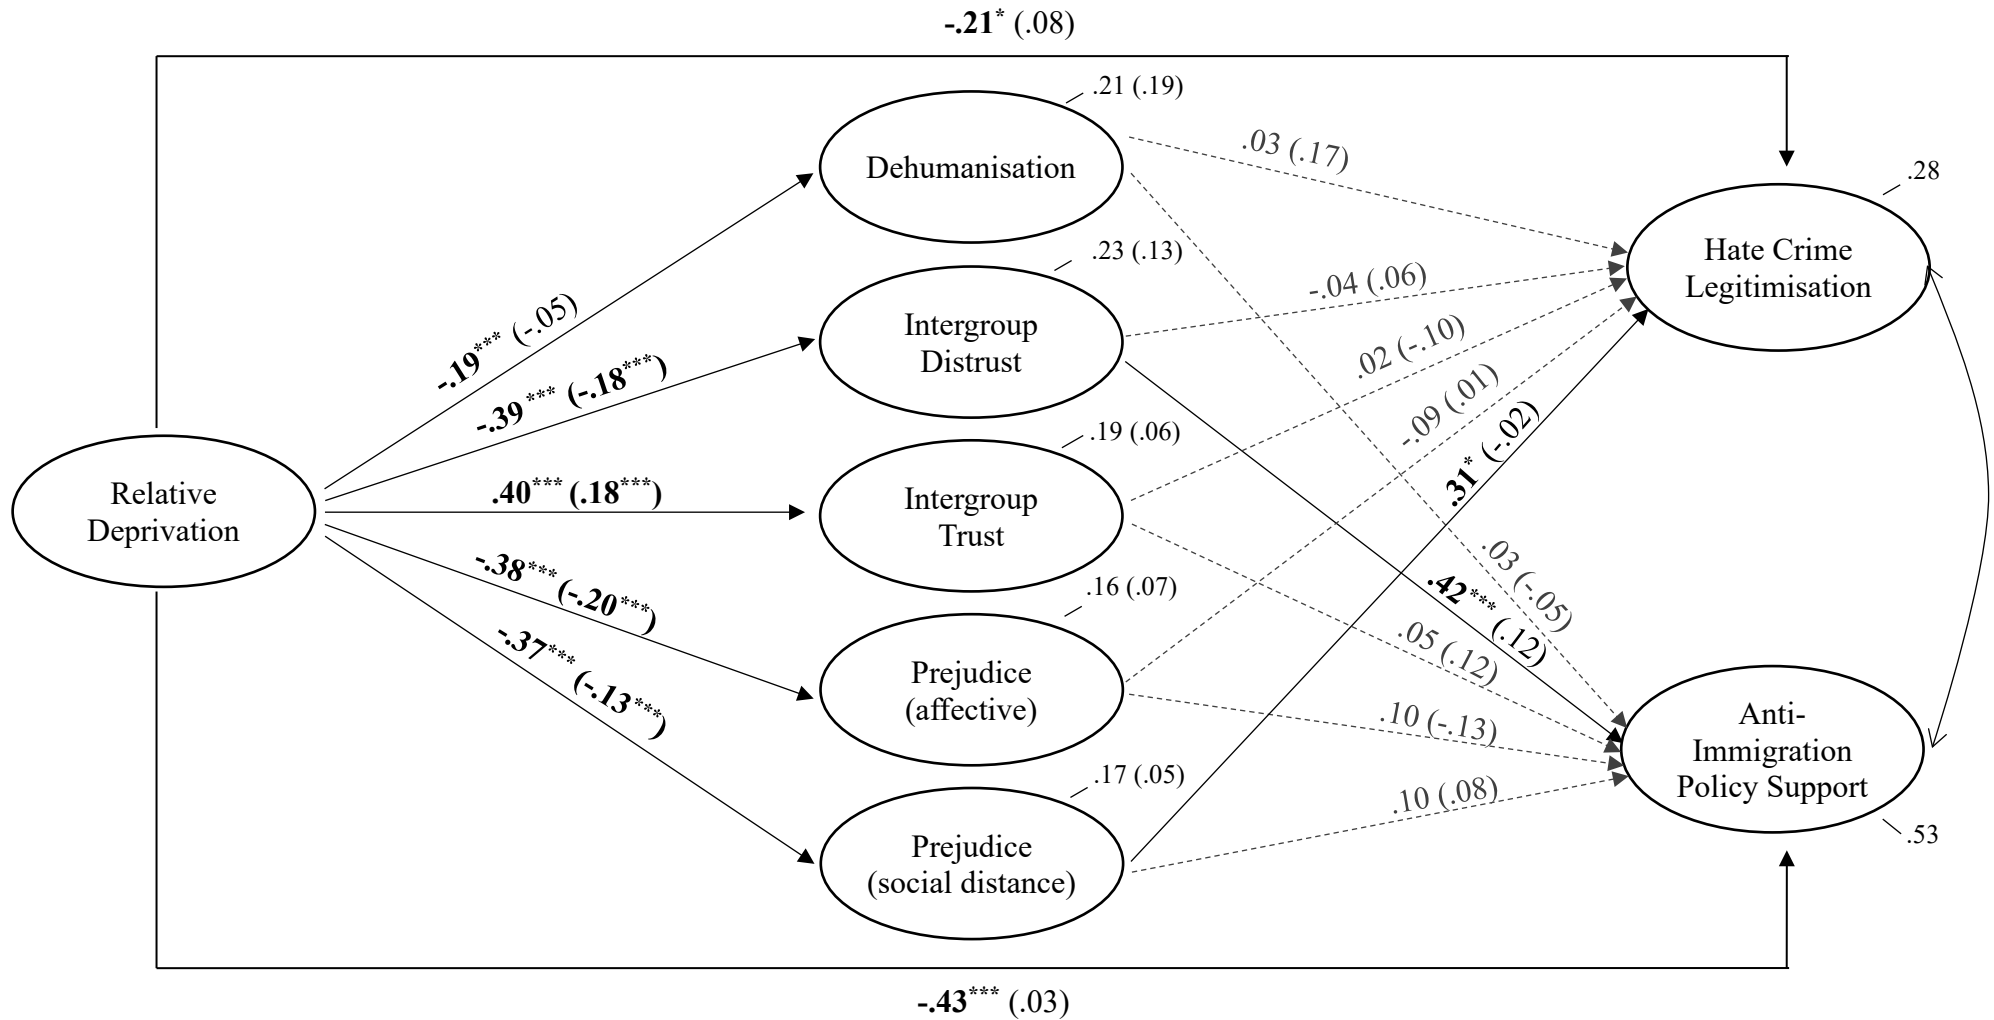 -.21* (.08)
.21 (.19)
Dehumanisation
.03 (.17)
.28
Hate Crime
Legitimisation
.23 (.13)
Intergroup
Distrust
-.04 (.06)
-.19*** (-.05)
-.39*** (-.18***)
.02 (-.10)
-.09 (.01)
.31* (-.02)
.19 (.06)
Relative
Deprivation
.40*** (.18***)
Intergroup
Trust
-.38*** (-.20***)
.16 (.07)
.03 (-.05)
.42*** (.12)
.05 (.12)
-.37*** (-.13***)
Prejudice
(affective)
.10 (-.13)
Anti-
Immigration
Policy Support
.17 (.05)
.10 (.08)
.53
Prejudice
(social distance)
-.43*** (.03)